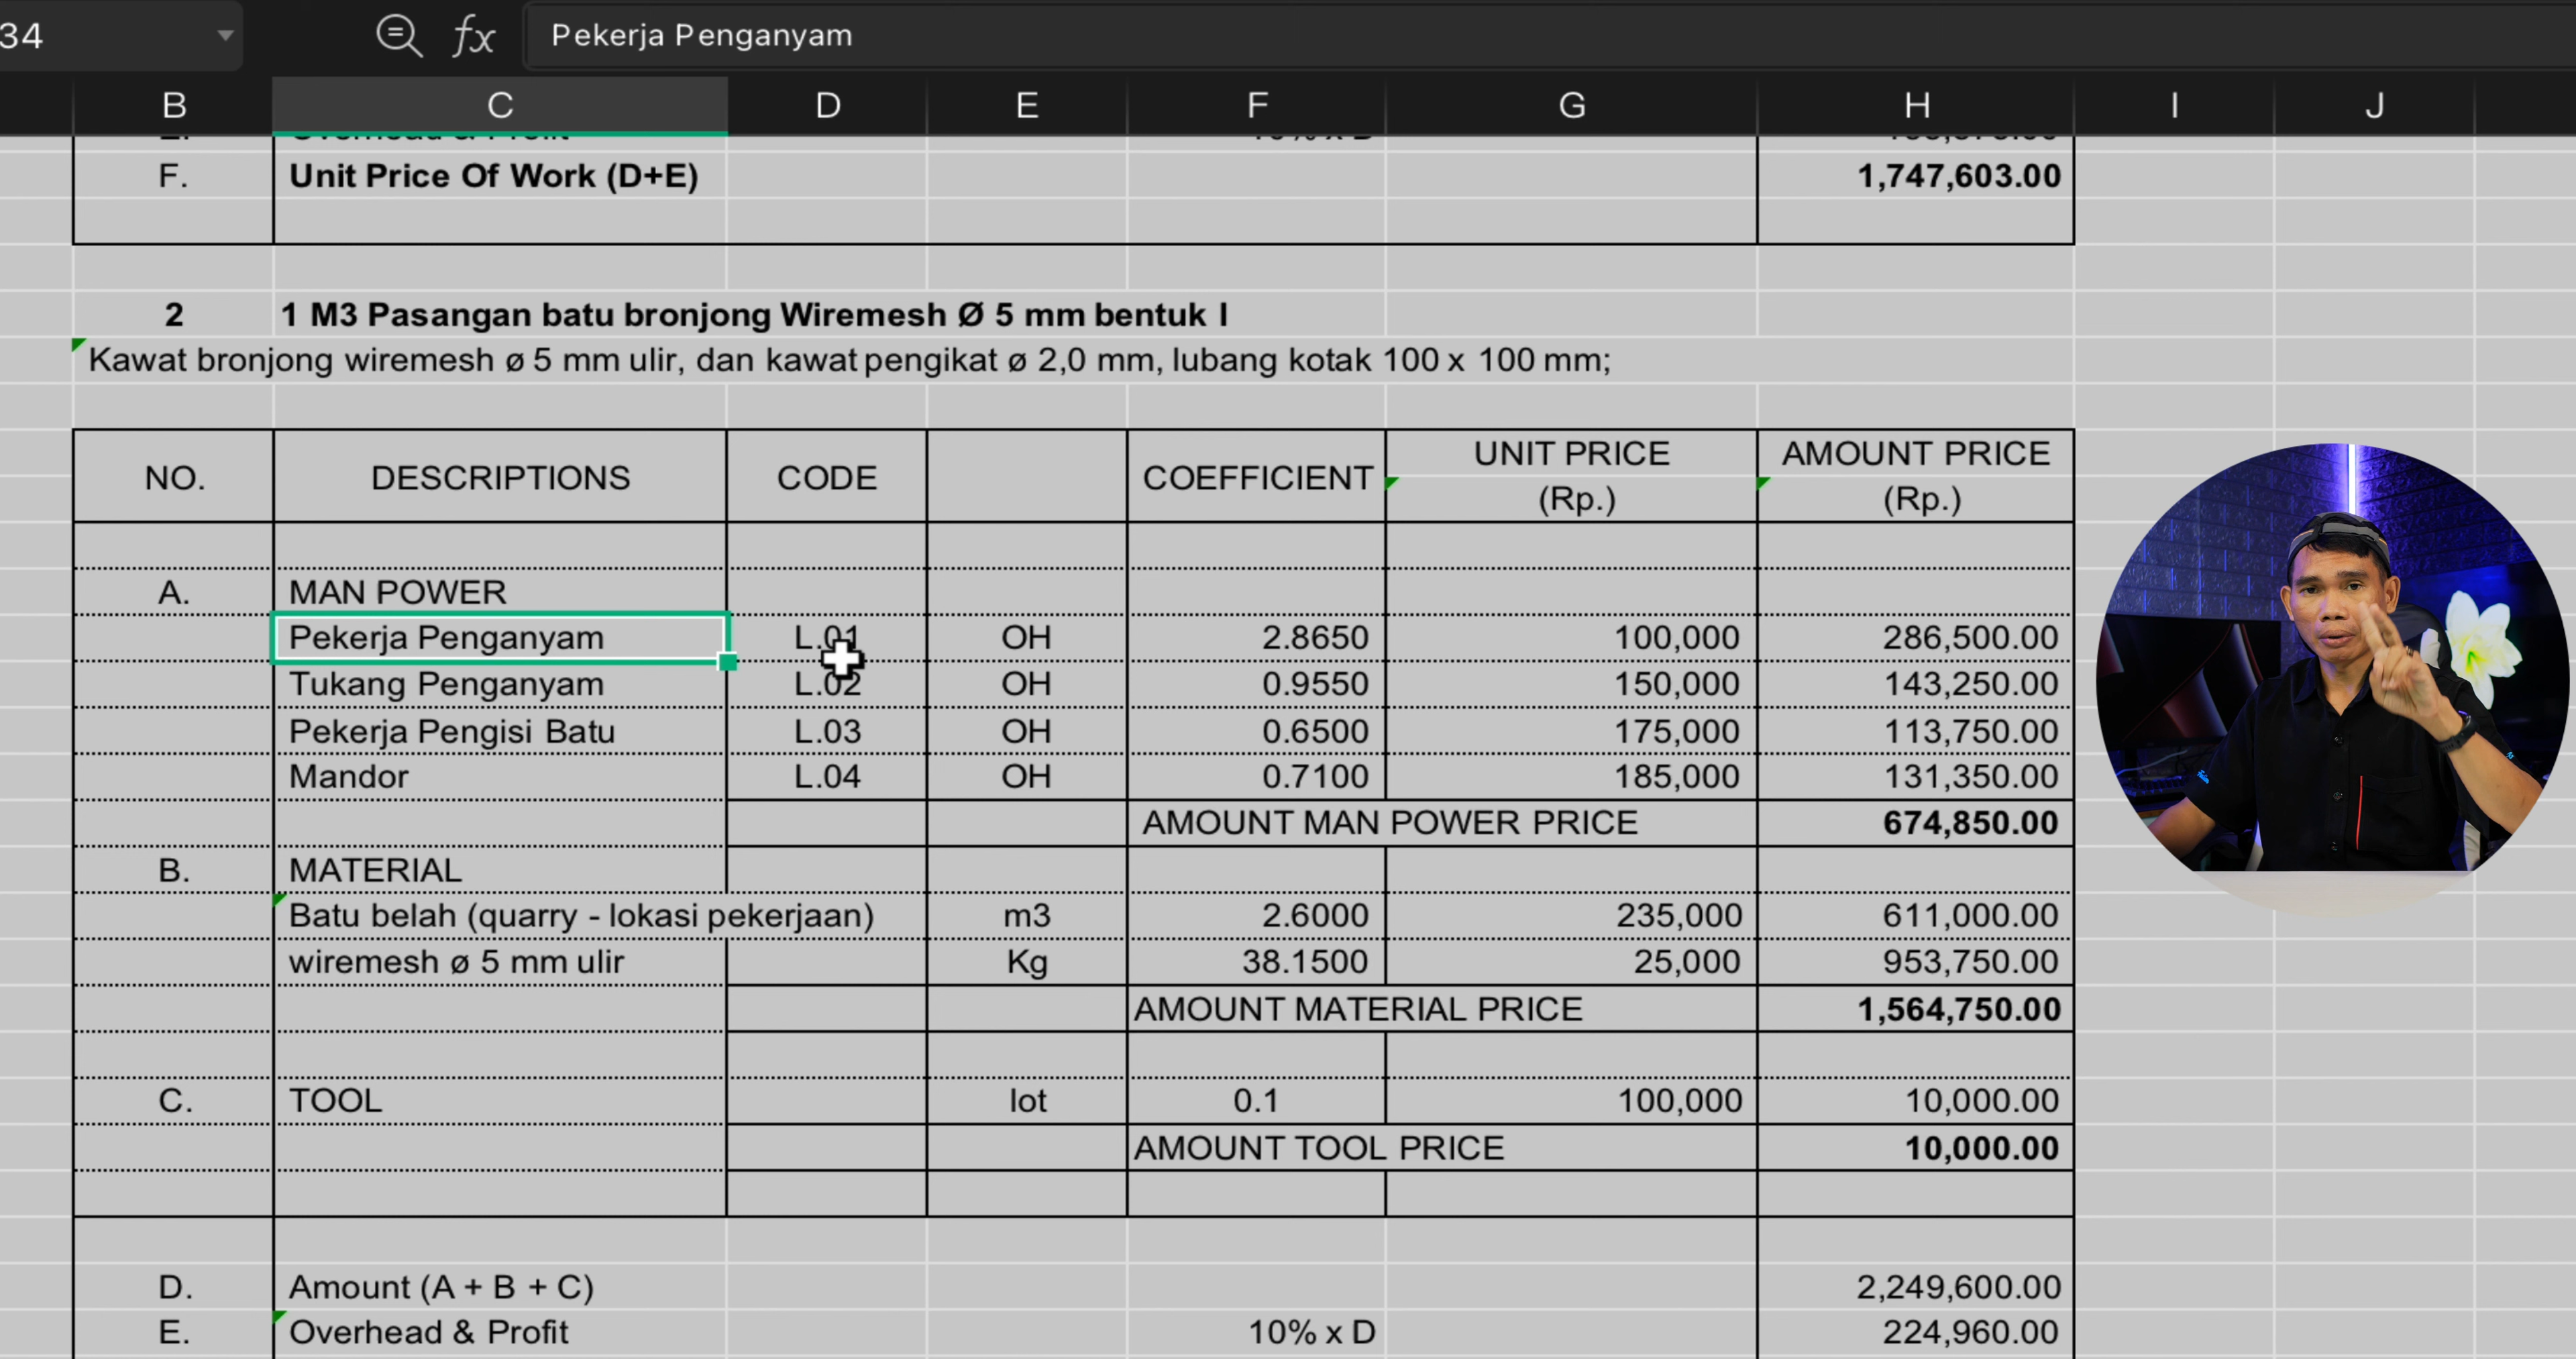 34 fx Pekerja Penganyam
B C D E F G H I J
F. Unit Price Of Work (D+E) 1,747,603.00
2 1 M3 Pasangan batu bronjong Wiremesh Ø 5 mm bentuk I
Kawat bronjong wiremesh ø 5 mm ulir, dan kawat pengikat ø 2,0 mm, lubang kotak 100 x 100 mm;
NO. DESCRIPTIONS CODE COEFFICIENT UNIT PRICE (Rp.) AMOUNT PRICE (Rp.)
A. MAN POWER
Pekerja Penganyam L.01 OH 2.8650 100,000 286,500.00
Tukang Penganyam L.02 OH 0.9550 150,000 143,250.00
Pekerja Pengisi Batu L.03 OH 0.6500 175,000 113,750.00
Mandor L.04 OH 0.7100 185,000 131,350.00
AMOUNT MAN POWER PRICE 674,850.00
B. MATERIAL
Batu belah (quarry - lokasi pekerjaan) m3 2.6000 235,000 611,000.00
wiremesh ø 5 mm ulir Kg 38.1500 25,000 953,750.00
AMOUNT MATERIAL PRICE 1,564,750.00
C. TOOL lot 0.1 100,000 10,000.00
AMOUNT TOOL PRICE 10,000.00
D. Amount (A + B + C) 2,249,600.00
E. Overhead & Profit 10% x D 224,960.00